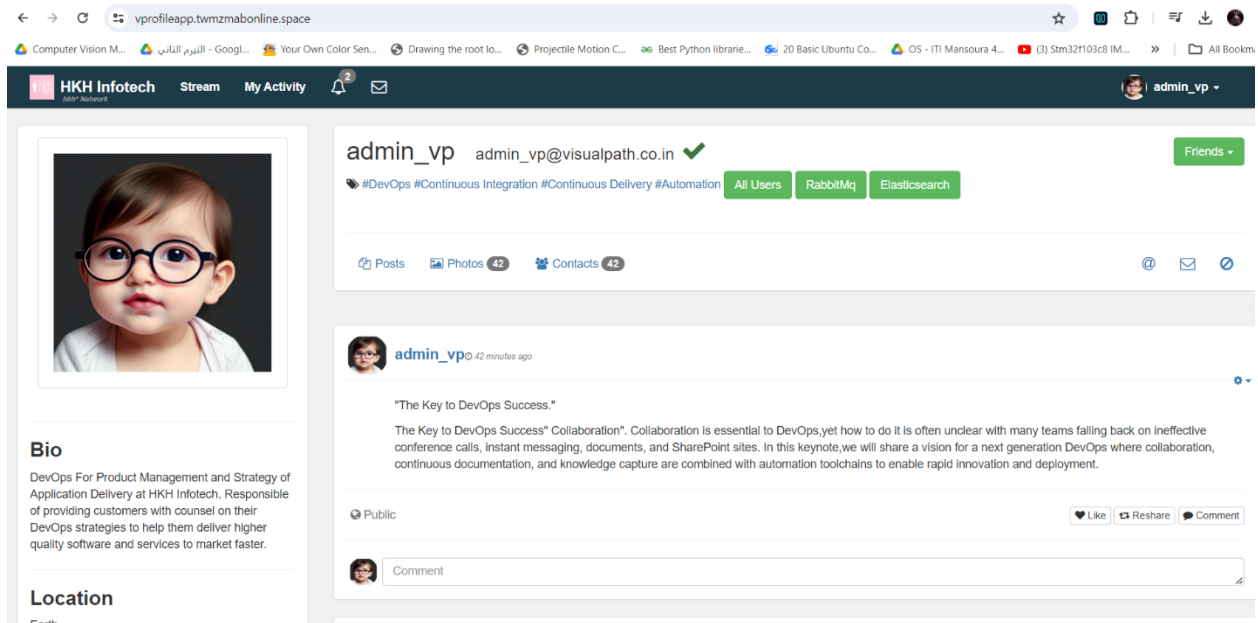 vprofileapp.twmzmabonline.space
Computer Vision M... التيرم الثاني - Googl... Your Own Color Sen... Drawing the root lo... Projectile Motion C... Best Python librarie... 20 Basic Ubuntu Co... OS - ITI Mansoura 4... (3) Stm32f103c8 IM... » All Bookma
HKH Infotech Stream My Activity 2 admin_vp
hkh* Network
admin_vp admin_vp@visualpath.co.in Friends
#DevOps #Continuous Integration #Continuous Delivery #Automation All Users RabbitMq Elasticsearch
Posts Photos 42 Contacts 42 @
admin_vp 42 minutes ago
"The Key to DevOps Success."
The Key to DevOps Success" Collaboration". Collaboration is essential to DevOps,yet how to do it is often unclear with many teams falling back on ineffective
conference calls, instant messaging, documents, and SharePoint sites. In this keynote,we will share a vision for a next generation DevOps where collaboration,
continuous documentation, and knowledge capture are combined with automation toolchains to enable rapid innovation and deployment.
Public Like Reshare Comment
Comment
Bio
DevOps For Product Management and Strategy of
Application Delivery at HKH Infotech. Responsible
of providing customers with counsel on their
DevOps strategies to help them deliver higher
quality software and services to market faster.
Location
Earth